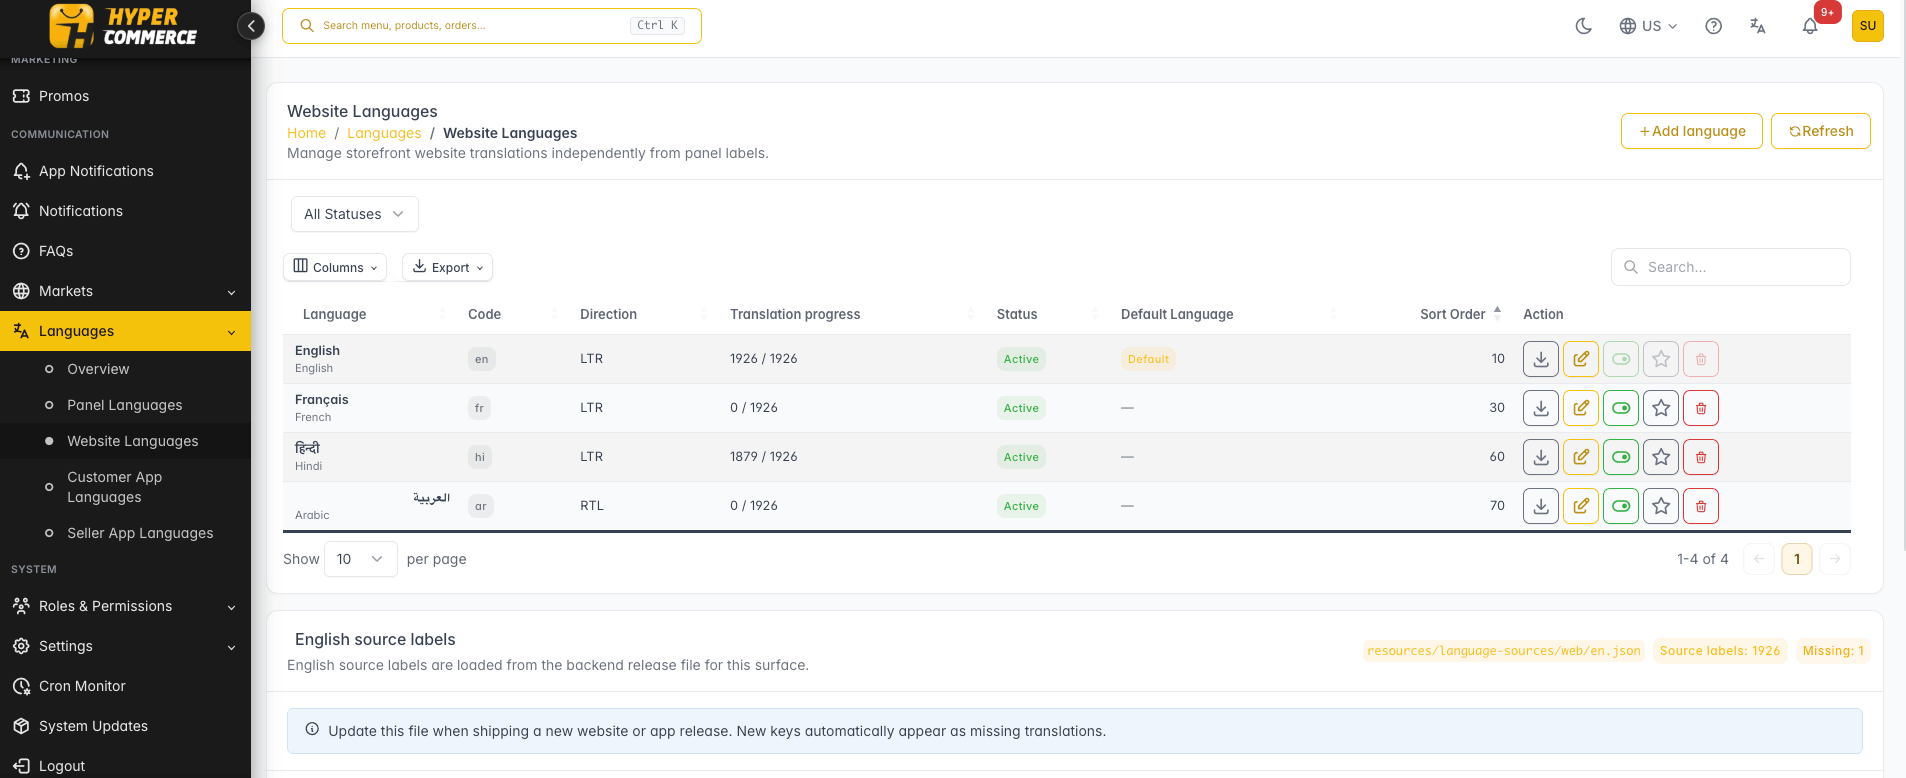 HYPER
COMMERCE
Search menu, products, orders...
Ctrl K
US
9+
SU
MARKETING
Promos
COMMUNICATION
App Notifications
Notifications
FAQs
Markets
Languages
Overview
Panel Languages
Website Languages
Customer App
Languages
Seller App Languages
SYSTEM
Roles & Permissions
Settings
Cron Monitor
System Updates
Logout
Website Languages
Home / Languages / Website Languages
Manage storefront website translations independently from panel labels.
+Add language
Refresh
All Statuses
Columns
Export
Search...
Language Code Direction Translation progress Status Default Language Sort Order Action
English en LTR 1926 / 1926 Active Default 10
English
Français fr LTR 0 / 1926 Active — 30
French
हिन्दी hi LTR 1879 / 1926 Active — 60
Hindi
العربية ar RTL 0 / 1926 Active — 70
Arabic
Show 10 per page
1-4 of 4
1
English source labels
English source labels are loaded from the backend release file for this surface.
resources/language-sources/web/en.json
Source labels: 1926
Missing: 1
Update this file when shipping a new website or app release. New keys automatically appear as missing translations.